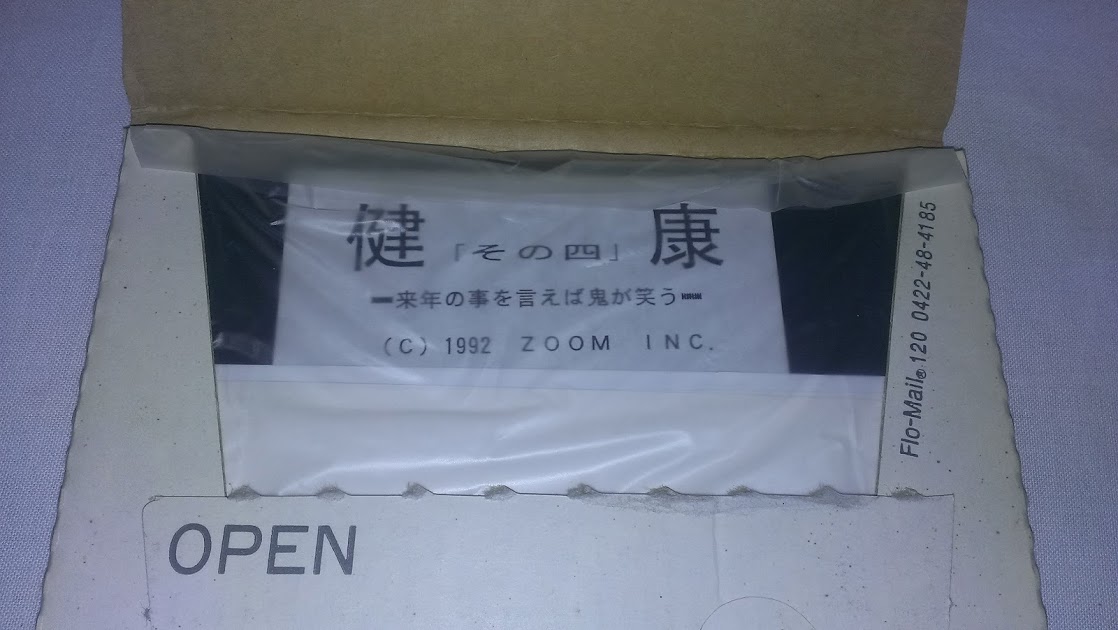 健「その四」康
━来年の事を言えば鬼が笑う━
(C) 1992 ZOOM INC.
Flo-Mail® 120 0422-48-4185
OPEN